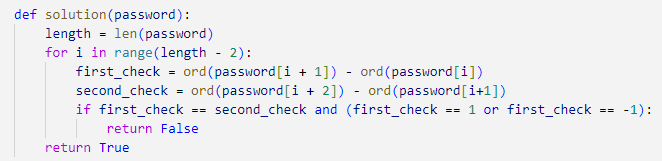 def solution(password):
    length = len(password)
    for i in range(length - 2):
        first_check = ord(password[i + 1]) - ord(password[i])
        second_check = ord(password[i + 2]) - ord(password[i+1])
        if first_check == second_check and (first_check == 1 or first_check == -1):
            return False
    return True